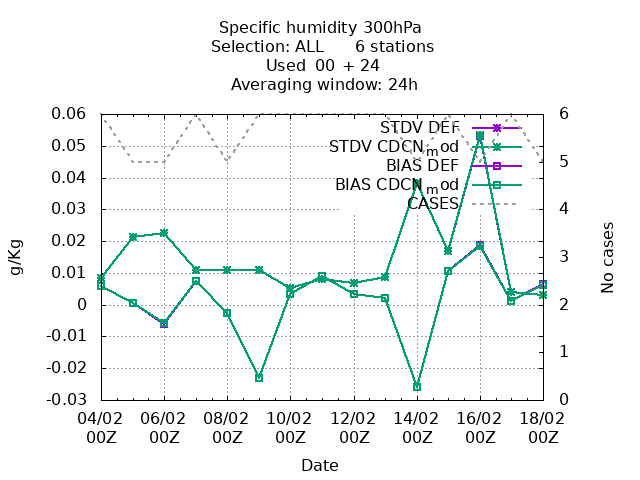 Specific humidity 300hPa
Selection: ALL 6 stations
Used 00 + 24
Averaging window: 24h
0.06
0.05
0.04
0.03
0.02
0.01
0
-0.01
-0.02
-0.03
g/Kg
STDV DEF
STDV CDCN_mod
BIAS DEF
BIAS CDCN_mod
CASES
6
5
4
3
2
1
0
No cases
04/02 06/02 08/02 10/02 12/02 14/02 16/02 18/02
00Z 00Z 00Z 00Z 00Z 00Z 00Z 00Z
Date